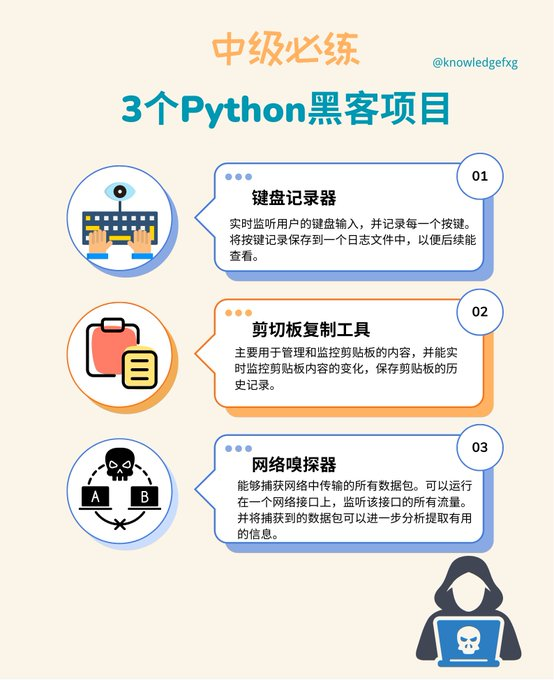 中级必练
@knowledgefxg
3个Python黑客项目
01
键盘记录器
实时监听用户的键盘输入，并记录每一个按键。
将按键记录保存到一个日志文件中，以便后续能
查看。
02
剪切板复制工具
主要用于管理和监控剪贴板的内容，并能实
时监控剪贴板内容的变化，保存剪贴板的历
史记录。
03
网络嗅探器
能够捕获网络中传输的所有数据包。可以运行
在一个网络接口上，监听该接口的所有流量。
并将捕获到的数据包可以进一步分析提取有用
的信息。
A
B